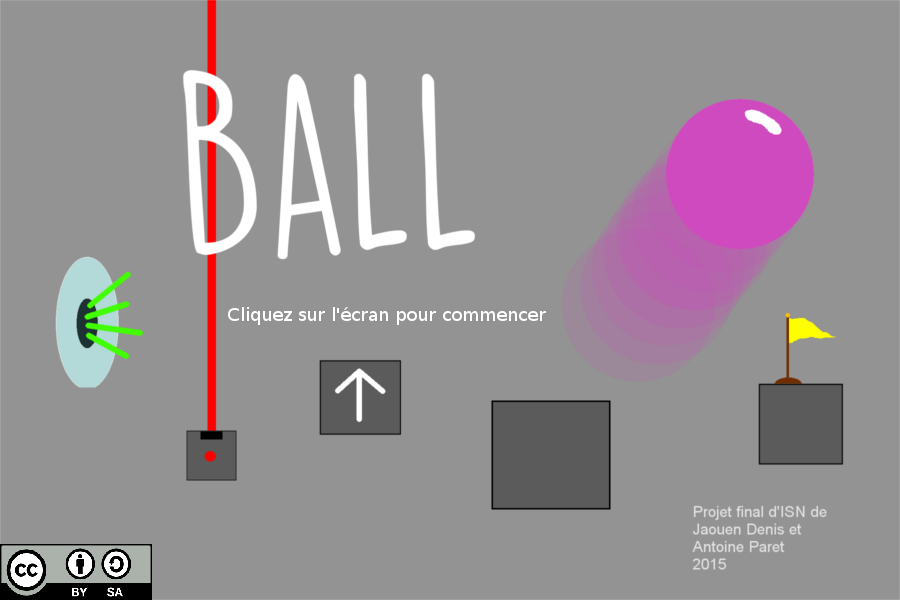 BALL
Cliquez sur l'écran pour commencer
Projet final d'ISN de
Jaouen Denis et
Antoine Paret
2015
cc
BY SA